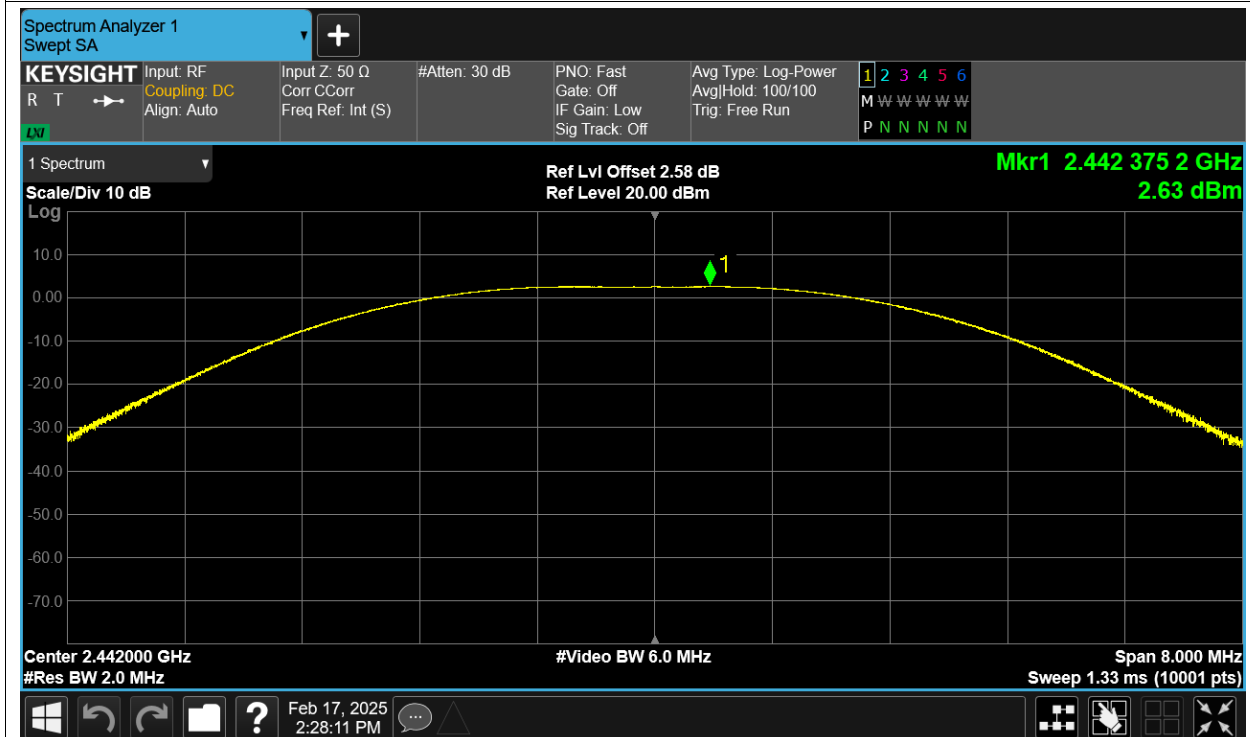 Spectrum Analyzer 1
Swept SA
+
KEYSIGHT
R T
LXI
Input: RF
Coupling: DC
Align: Auto
Input Z: 50 Ω
Corr CCorr
Freq Ref: Int (S)
#Atten: 30 dB
PNO: Fast
Gate: Off
IF Gain: Low
Sig Track: Off
Avg Type: Log-Power
Avg|Hold: 100/100
Trig: Free Run
1 2 3 4 5 6
M W W W W W
P N N N N N
1 Spectrum
Scale/Div 10 dB
Log
Ref Lvl Offset 2.58 dB
Ref Level 20.00 dBm
Mkr1 2.442 375 2 GHz
2.63 dBm
1
10.0
0.00
-10.0
-20.0
-30.0
-40.0
-50.0
-60.0
-70.0
Center 2.442000 GHz
#Res BW 2.0 MHz
#Video BW 6.0 MHz
Span 8.000 MHz
Sweep 1.33 ms (10001 pts)
?
Feb 17, 2025
2:28:11 PM